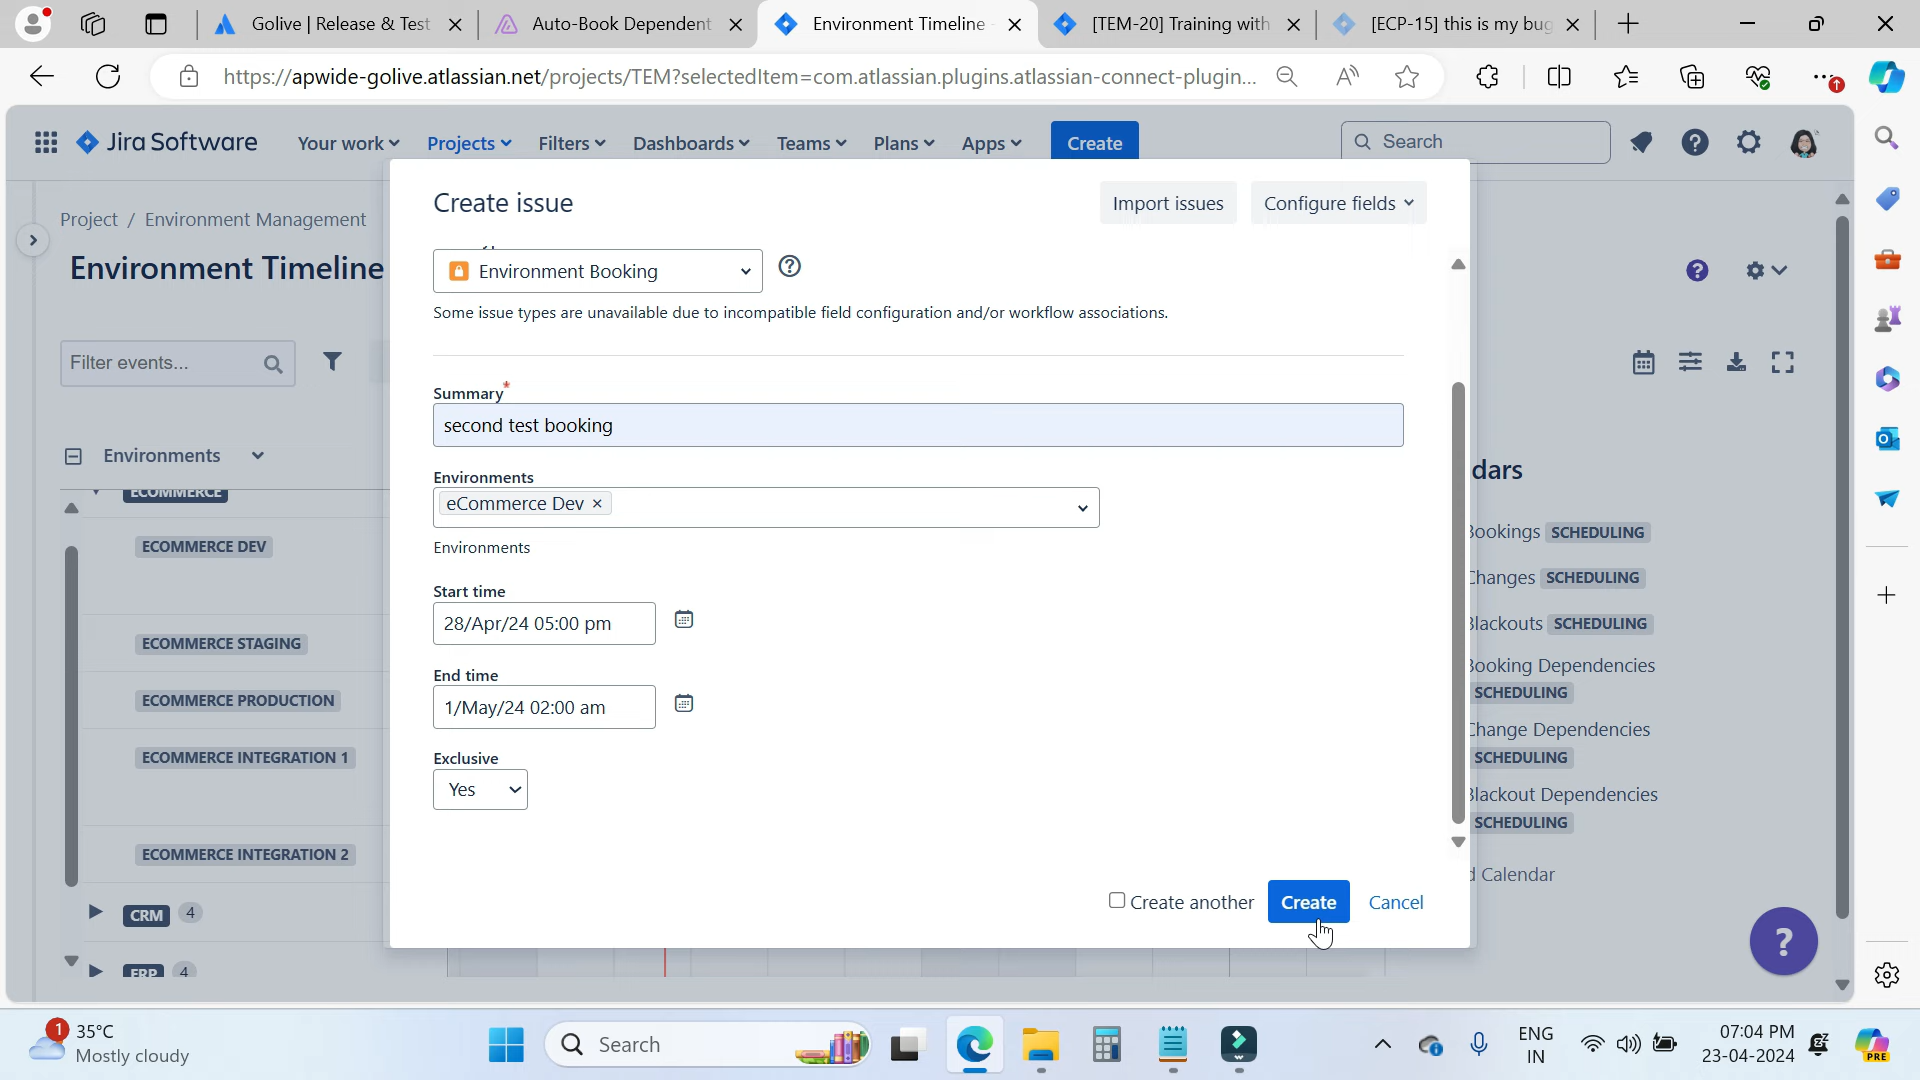 Golive | Release & Test
Auto-Book Dependent
Environment Timeline -
[TEM-20] Training with
[ECP-15] this is my bug
https://apwide-golive.atlassian.net/projects/TEM?selectedItem=com.atlassian.plugins.atlassian-connect-plugin...
Jira Software
Your work
Projects
Filters
Dashboards
Teams
Plans
Apps
Create
Search
Project / Environment Management
Environment Timeline
Filter events...
Environments
ECOMMERCE
ECOMMERCE DEV
ECOMMERCE STAGING
ECOMMERCE PRODUCTION
ECOMMERCE INTEGRATION 1
ECOMMERCE INTEGRATION 2
CRM 4
ERP 4
Create issue
Import issues
Configure fields
Environment Booking
Some issue types are unavailable due to incompatible field configuration and/or workflow associations.
Summary*
second test booking
Environments
eCommerce Dev ×
Environments
Start time
28/Apr/24 05:00 pm
End time
1/May/24 02:00 am
Exclusive
Yes
Create another
Create
Cancel
dars
Bookings SCHEDULING
Changes SCHEDULING
Blackouts SCHEDULING
Booking Dependencies
SCHEDULING
Change Dependencies
SCHEDULING
Blackout Dependencies
SCHEDULING
d Calendar
?
1
35°C
Mostly cloudy
Search
ENG
IN
07:04 PM
23-04-2024
PRE